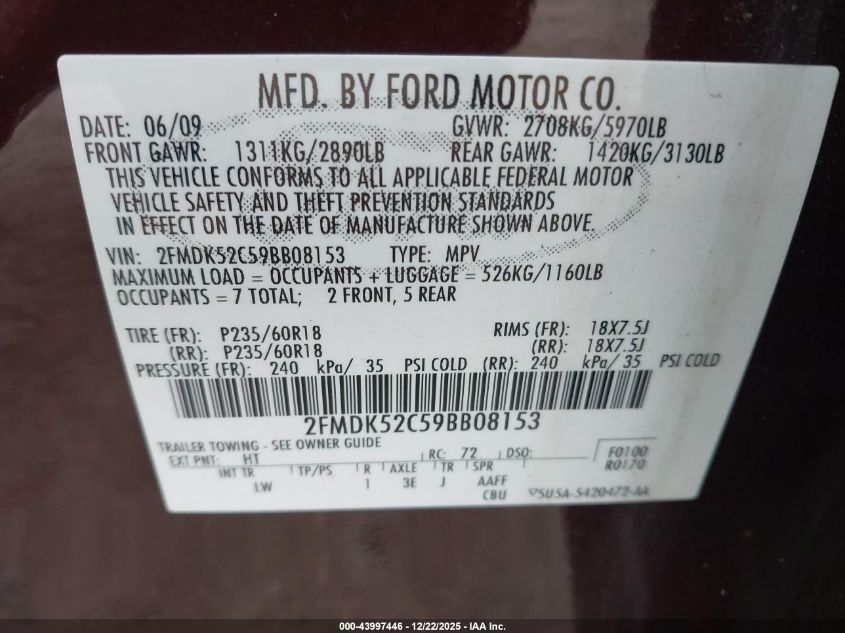 MFD. BY FORD MOTOR CO.
DATE: 06/09 GVWR: 2708KG/5970LB
FRONT GAWR: 1311KG/2890LB REAR GAWR: 1420KG/3130LB
THIS VEHICLE CONFORMS TO ALL APPLICABLE FEDERAL MOTOR
VEHICLE SAFETY AND THEFT PREVENTION STANDARDS
IN EFFECT ON THE DATE OF MANUFACTURE SHOWN ABOVE.
VIN: 2FMDK52C59BB08153 TYPE: MPV
MAXIMUM LOAD = OCCUPANTS + LUGGAGE = 526KG/1160LB
OCCUPANTS = 7 TOTAL; 2 FRONT, 5 REAR
TIRE (FR): P235/60R18 RIMS (FR): 18X7.5J
(RR): P235/60R18 (RR): 18X7.5J
PRESSURE (FR): 240 kPa/ 35 PSI COLD (RR): 240 kPa/ 35 PSI COLD
2FMDK52C59BB08153
TRAILER TOWING - SEE OWNER GUIDE
EXT PNT: HT RC: 72 DSO: F0100
INT TR TP/PS R AXLE TR SPR R0170
LW 1 3E J AAFF
CBU 5U5A-5420472-AA
000-43997446 - 12/22/2025 - IAA Inc.